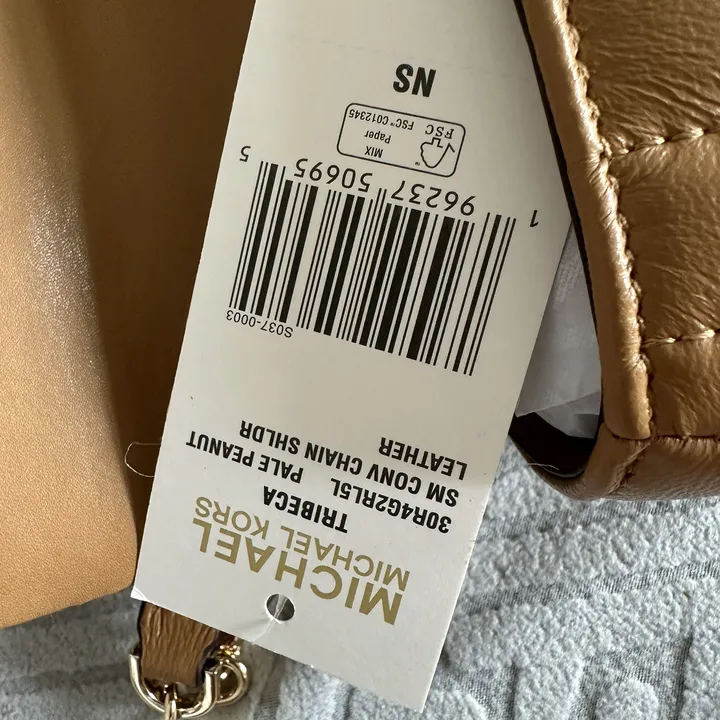 MICHAEL
MICHAEL KORS
TRIBECA
30R4G2RL5L PALE PEANUT
SM CONV CHAIN SHLDR
LEATHER
S037-0003
1 96237 50695 5
FSC
MIX
Paper
FSC™ C012345
NS